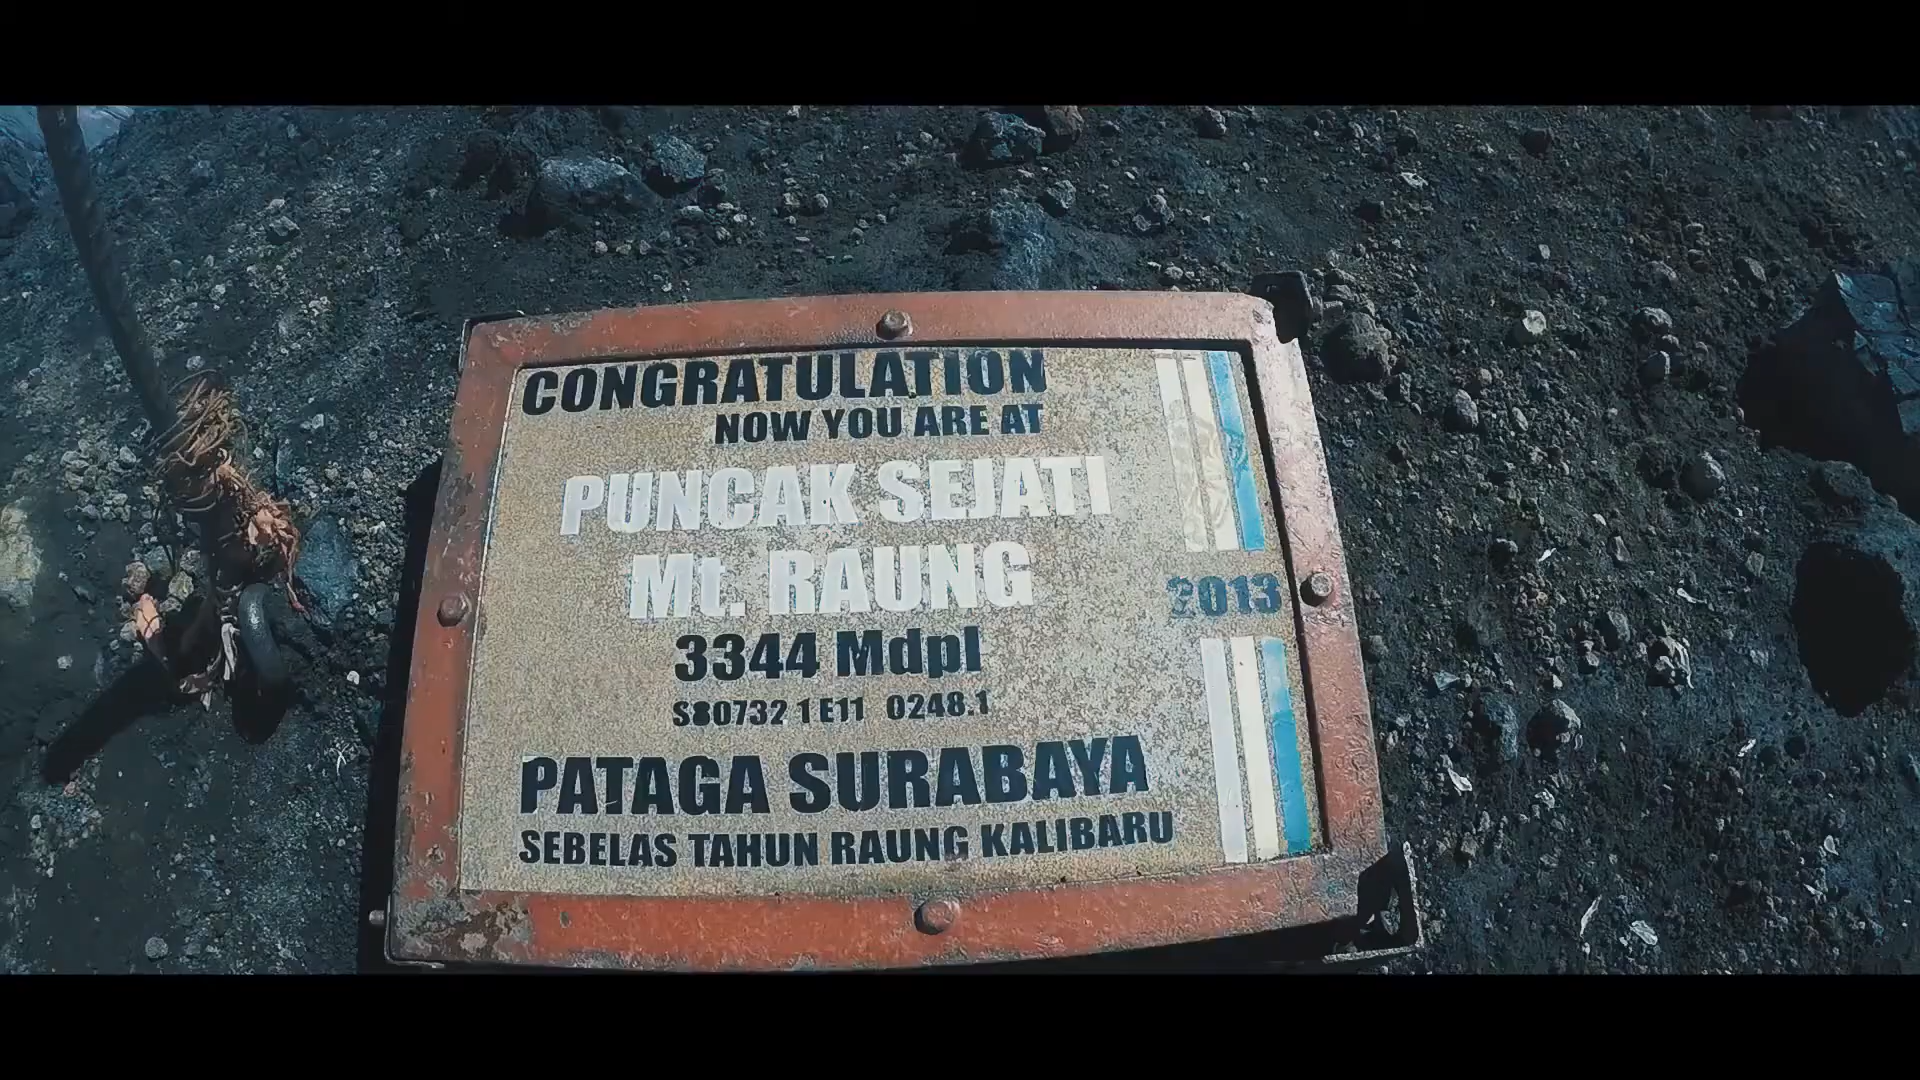 CONGRATULATION
NOW YOU ARE AT
PUNCAK SEJATI
Mt. RAUNG
2013
3344 Mdpl
S80732 1 E11 0248.1
PATAGA SURABAYA
SEBELAS TAHUN RAUNG KALIBARU